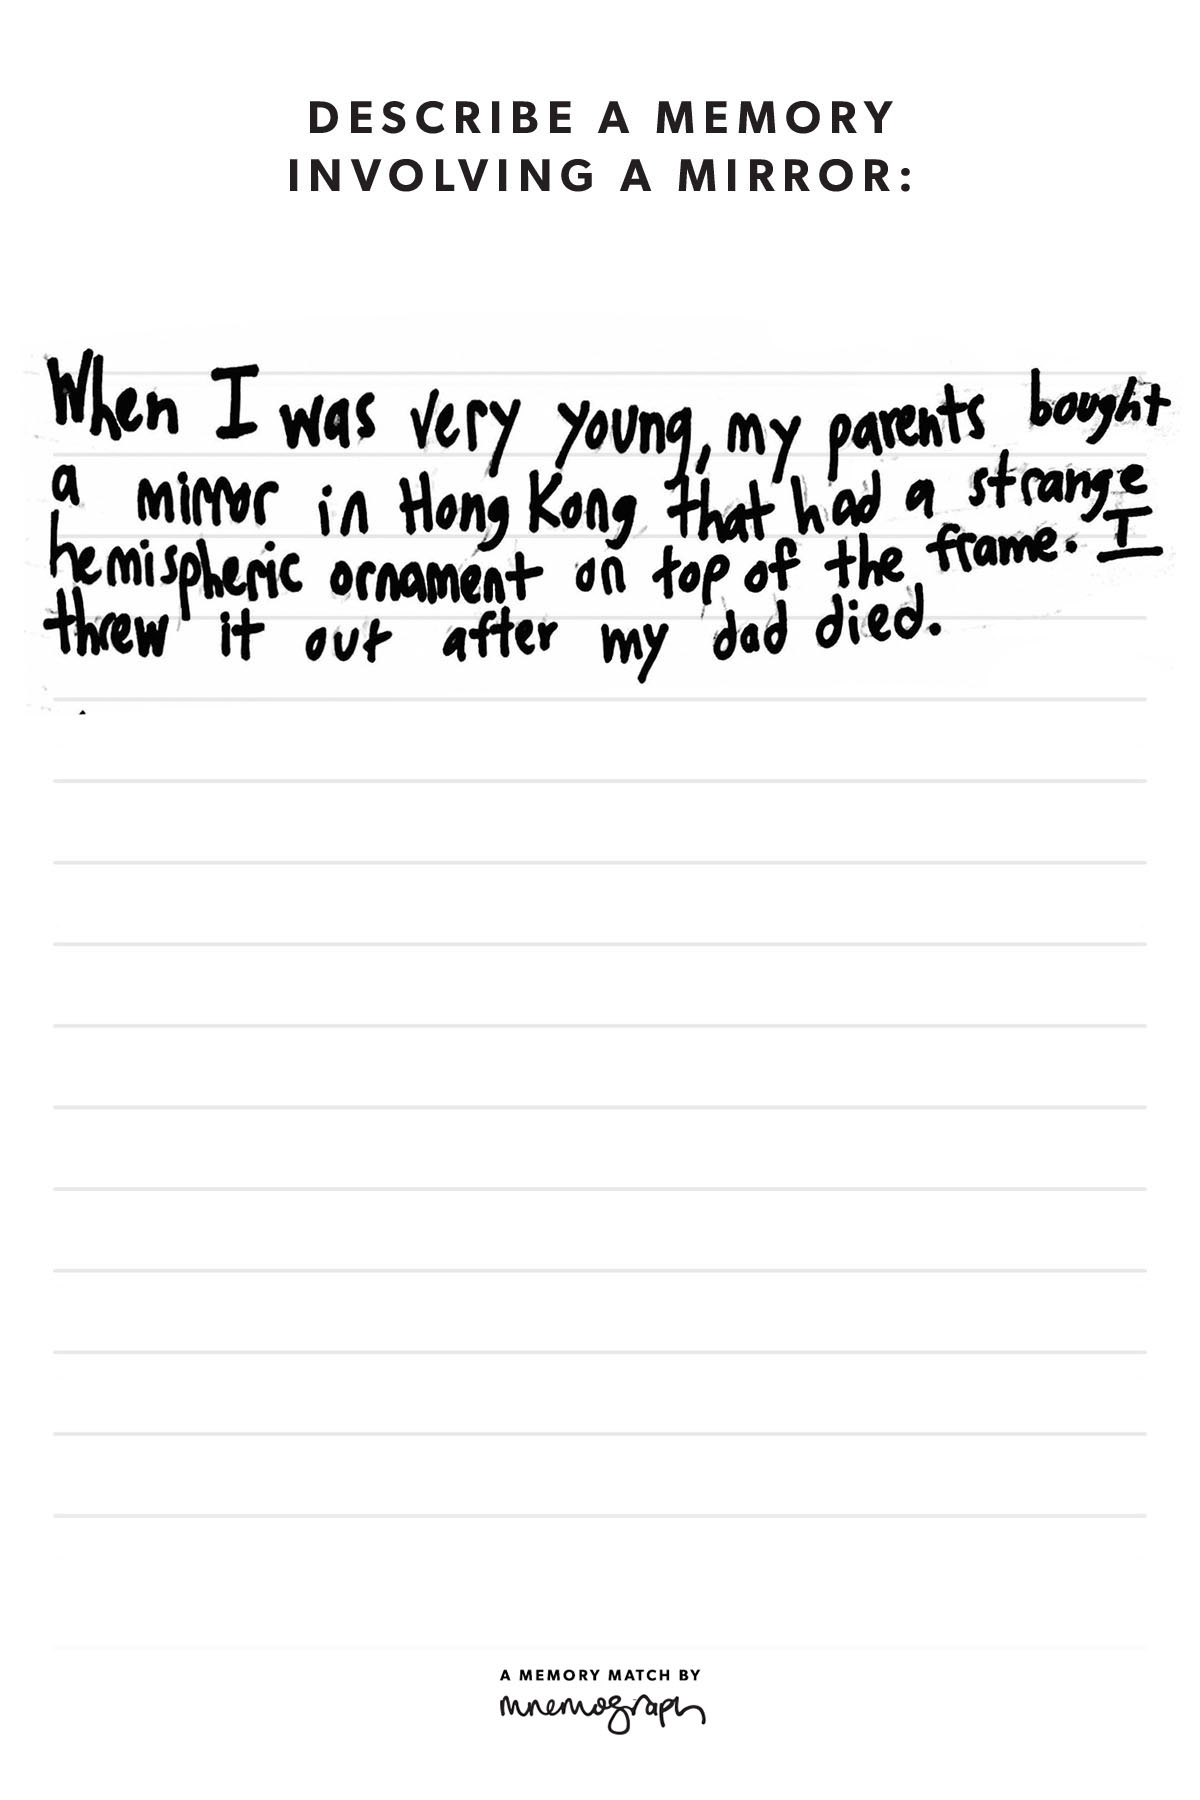 DESCRIBE A MEMORY
INVOLVING A MIRROR:
When I was very young, my parents bought
a mirror in Hong Kong that had a strange
hemispheric ornament on top of the frame. I
threw it out after my dad died.
A MEMORY MATCH BY
mnemograph